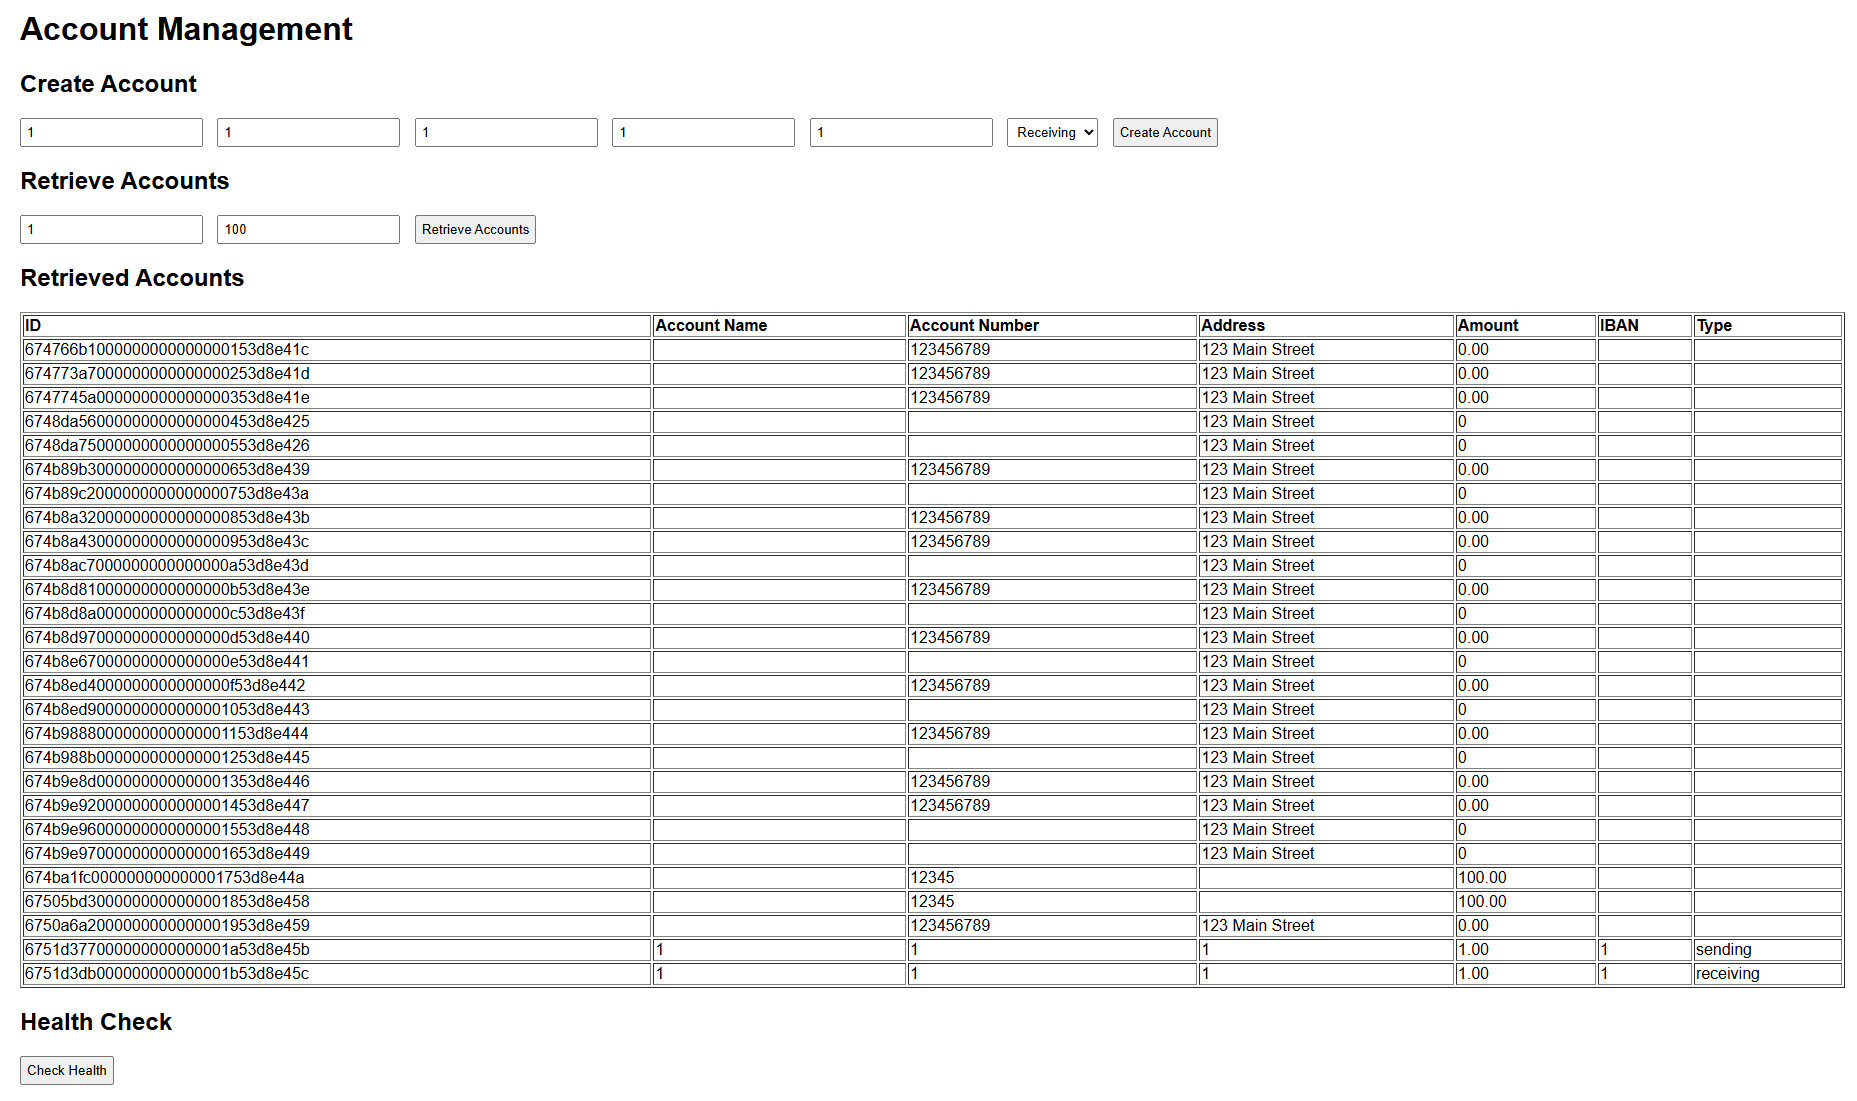 Account Management
Create Account
1 1 1 1 1 Receiving Create Account
Retrieve Accounts
1 100 Retrieve Accounts
Retrieved Accounts
ID Account Name Account Number Address Amount IBAN Type
674766b1000000000000000153d8e41c 123456789 123 Main Street 0.00
674773a7000000000000000253d8e41d 123456789 123 Main Street 0.00
6747745a000000000000000353d8e41e 123456789 123 Main Street 0.00
6748da56000000000000000453d8e425 123 Main Street 0
6748da75000000000000000553d8e426 123 Main Street 0
674b89b3000000000000000653d8e439 123456789 123 Main Street 0.00
674b89c2000000000000000753d8e43a 123 Main Street 0
674b8a32000000000000000853d8e43b 123456789 123 Main Street 0.00
674b8a43000000000000000953d8e43c 123456789 123 Main Street 0.00
674b8ac7000000000000000a53d8e43d 123 Main Street 0
674b8d81000000000000000b53d8e43e 123456789 123 Main Street 0.00
674b8d8a000000000000000c53d8e43f 123 Main Street 0
674b8d97000000000000000d53d8e440 123456789 123 Main Street 0.00
674b8e67000000000000000e53d8e441 123 Main Street 0
674b8ed4000000000000000f53d8e442 123456789 123 Main Street 0.00
674b8ed9000000000000001053d8e443 123 Main Street 0
674b9888000000000000001153d8e444 123456789 123 Main Street 0.00
674b988b000000000000001253d8e445 123 Main Street 0
674b9e8d000000000000001353d8e446 123456789 123 Main Street 0.00
674b9e92000000000000001453d8e447 123456789 123 Main Street 0.00
674b9e96000000000000001553d8e448 123 Main Street 0
674b9e97000000000000001653d8e449 123 Main Street 0
674ba1fc000000000000001753d8e44a 12345 100.00
67505bd3000000000000001853d8e458 12345 100.00
6750a6a2000000000000001953d8e459 123456789 123 Main Street 0.00
6751d377000000000000001a53d8e45b 1 1 1 1.00 1 sending
6751d3db000000000000001b53d8e45c 1 1 1 1.00 1 receiving
Health Check
Check Health